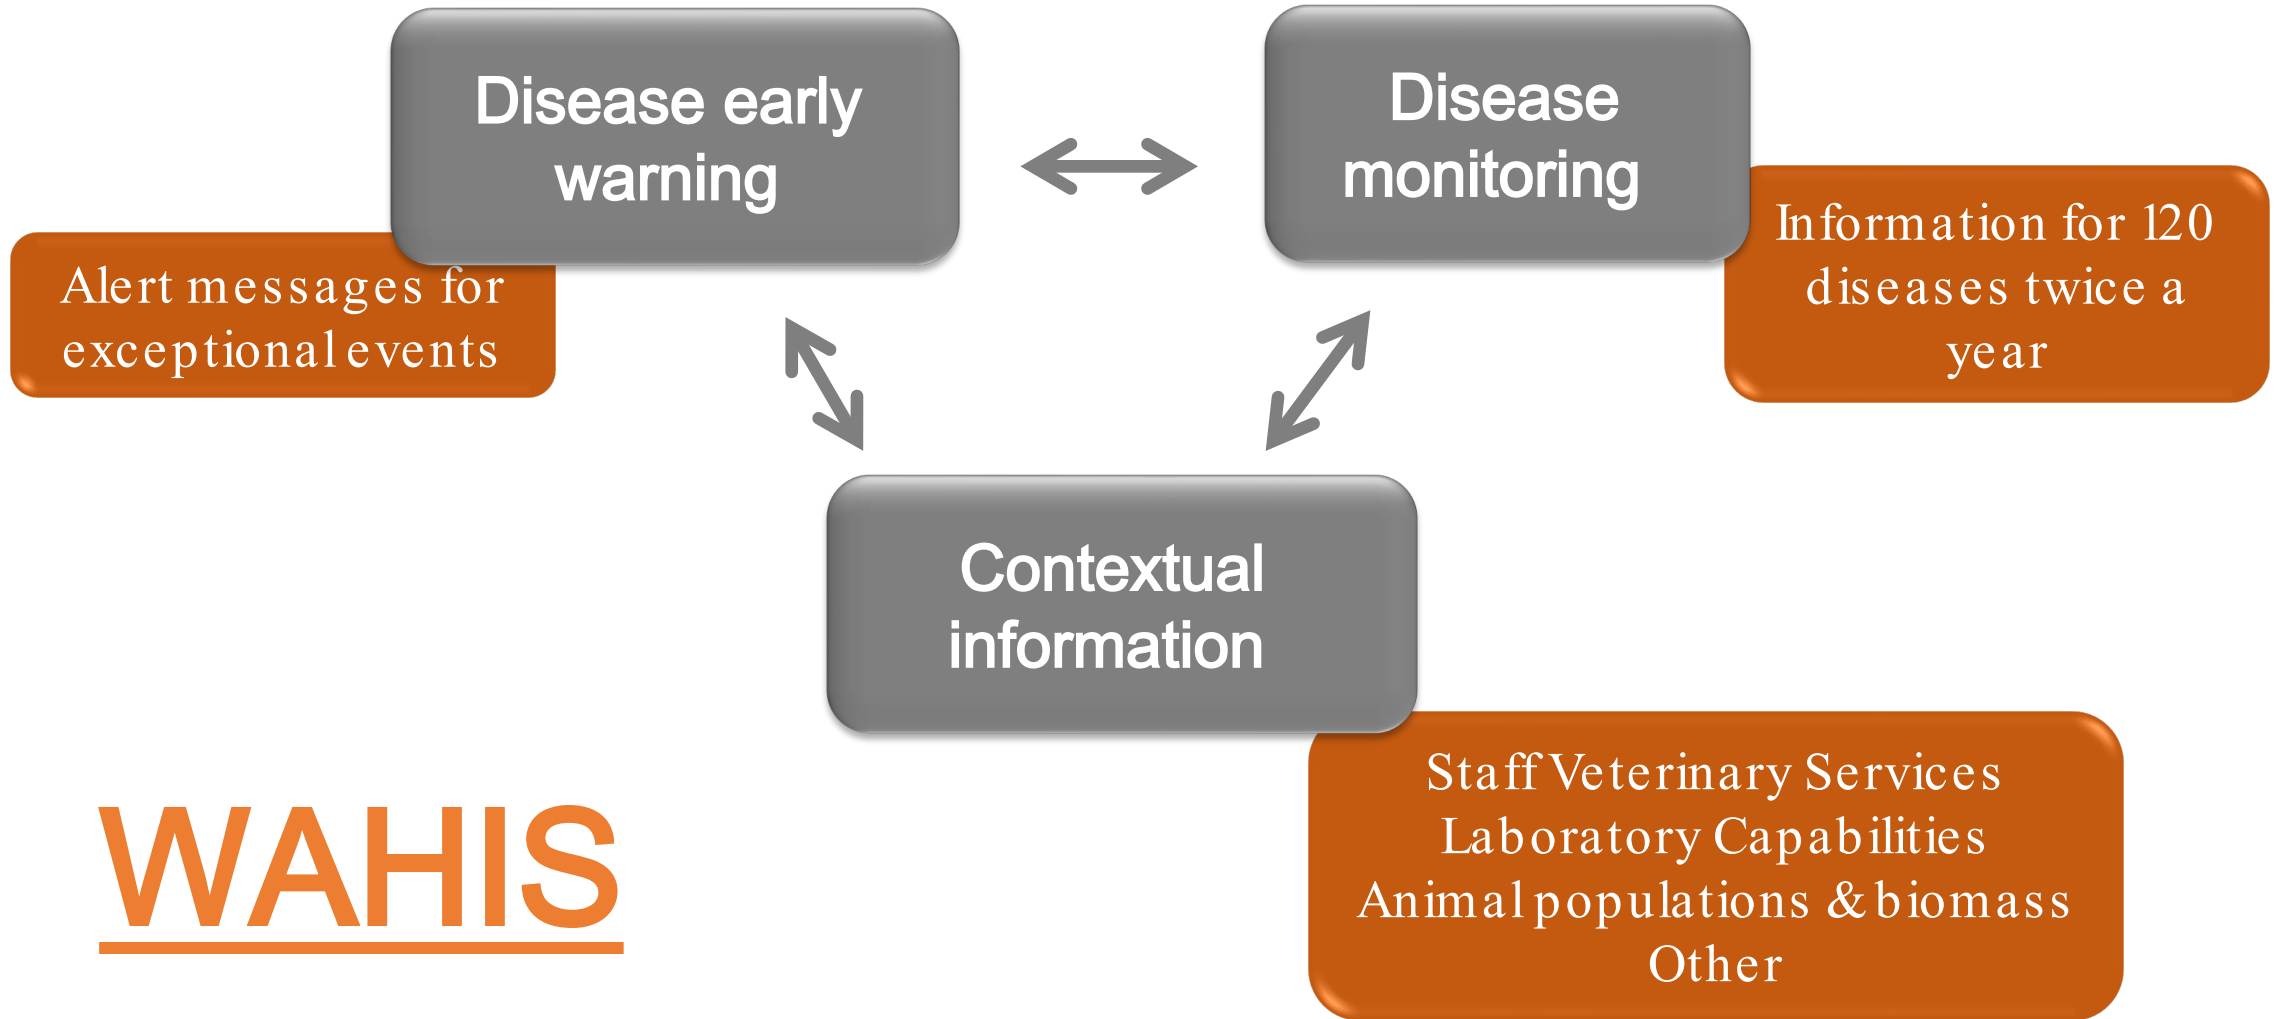 Disease early
warning
Disease
monitoring
Alert messages for
exceptional events
Information for 120
diseases twice a
year
Contextual
information
Staff Veterinary Services
Laboratory Capabilities
Animal populations & biomass
Other
WAHIS